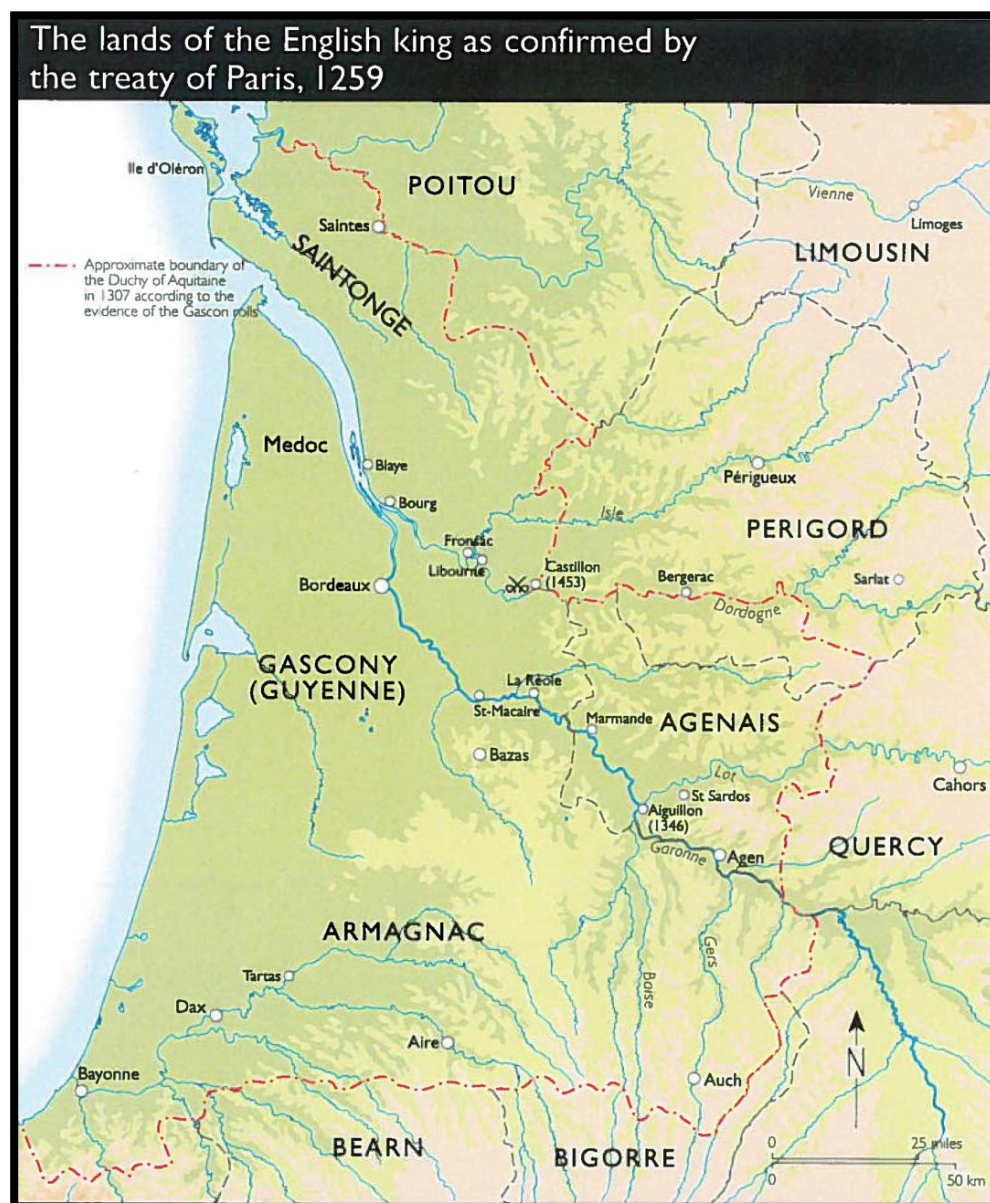 The lands of the English king as confirmed by
the treaty of Paris, 1259
Ile d'Oléron
POITOU
Vienne
Limoges
Saintes
LIMOUSIN
SAINTONGE
Approximate boundary of
the Duchy of Aquitaine
in 1307 according to the
evidence of the Gascon rolls
Medoc
Blaye
Périgueux
Bourg
Isle
PERIGORD
Fronsac
Libourne
Castillon
(1453)
Bergerac
Sarlat
Bordeaux
Dordogne
GASCONY
(GUYENNE)
La Réole
St-Macaire
Marmande
AGENAIS
Bazas
Lot
Cahors
St Sardos
Aiguillon
(1346)
QUERCY
Garonne
Agen
ARMAGNAC
Gers
Tartas
Baise
Dax
Aire
N
Bayonne
Auch
BEARN
BIGORRE
0
25 miles
50 km